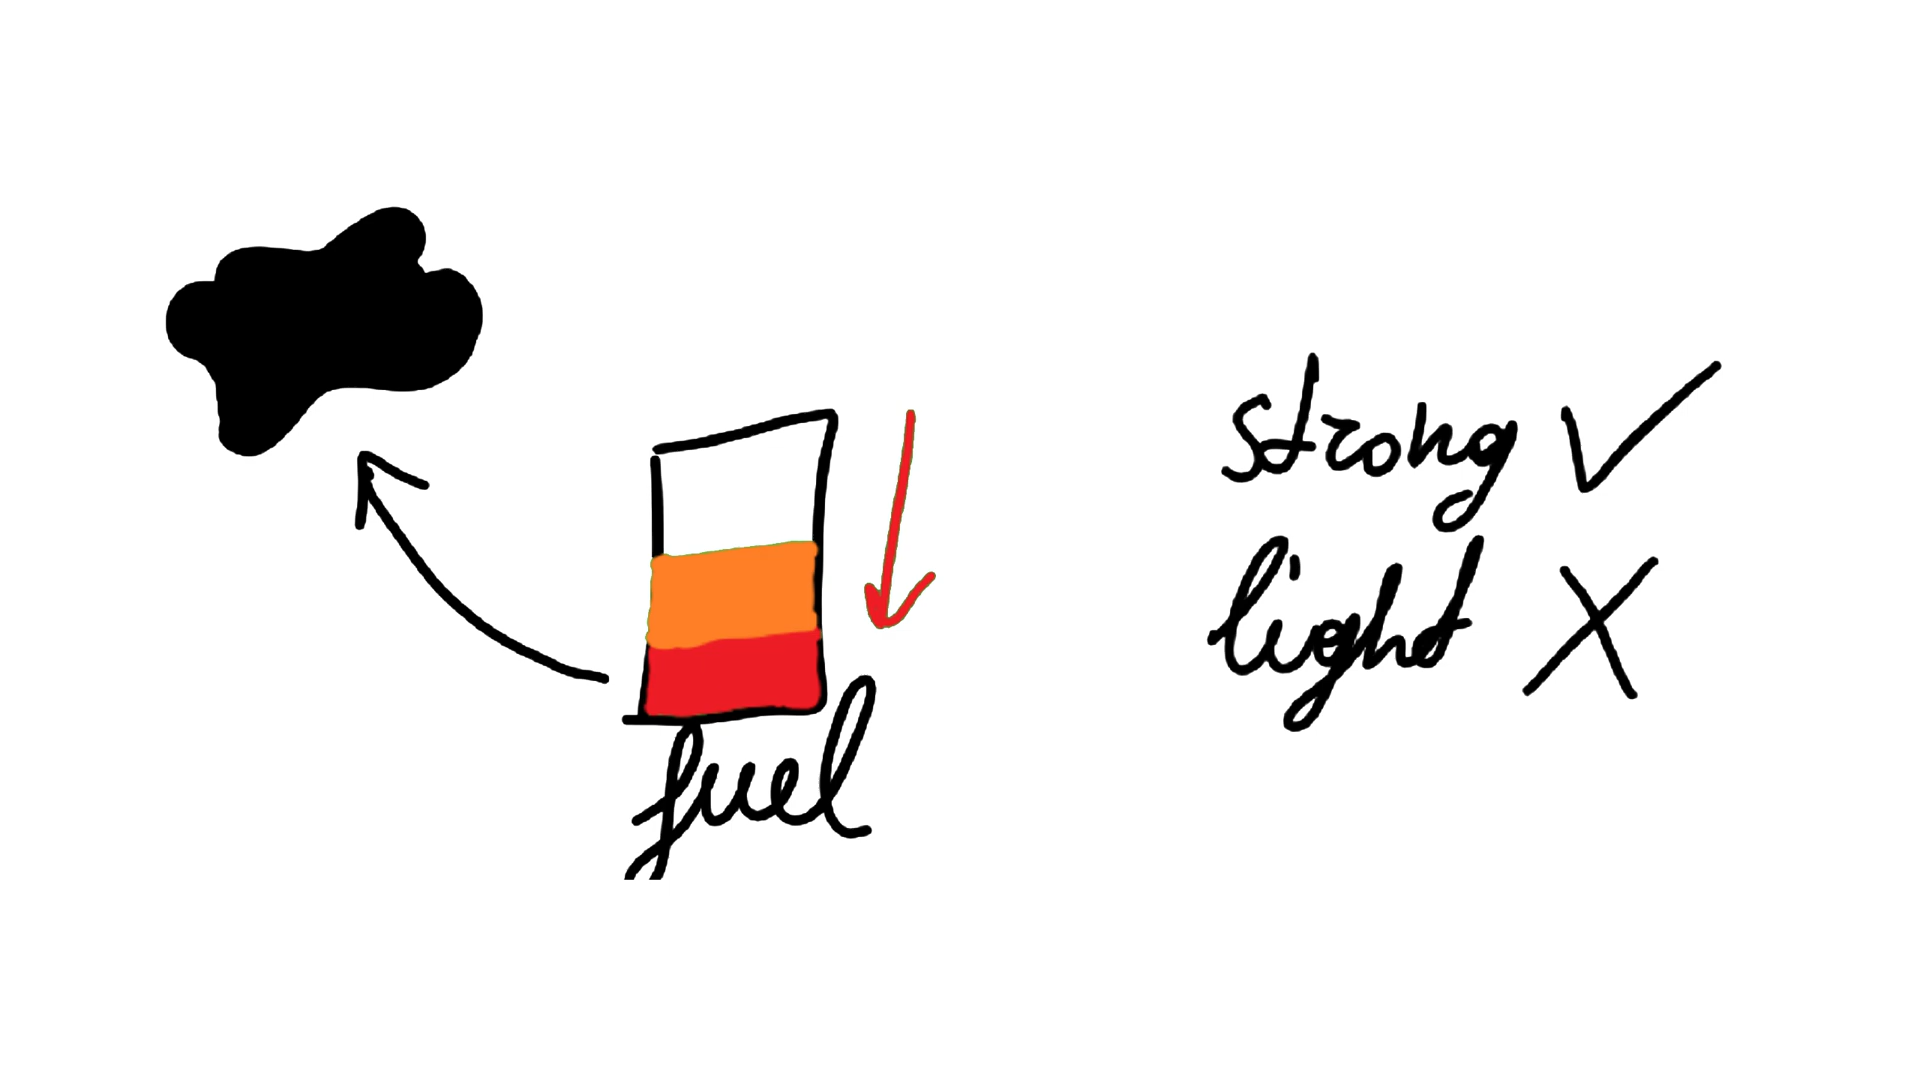 fuel
strong ✓
light ✗